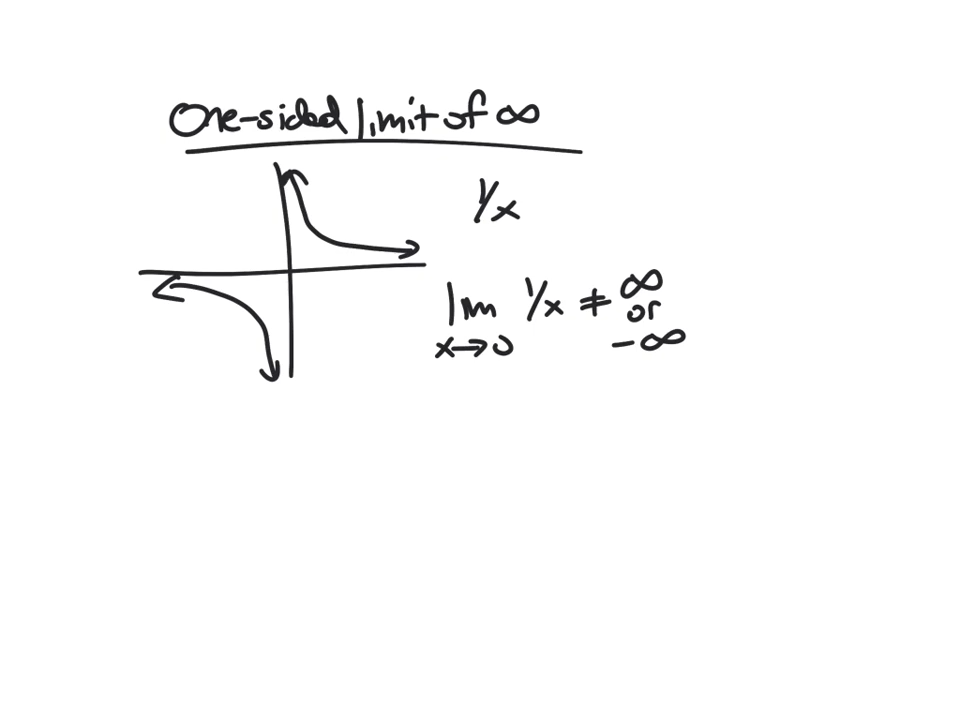 One-sided limit of ∞
1/x
lim 1/x ≠ ∞
or
x→0 -∞